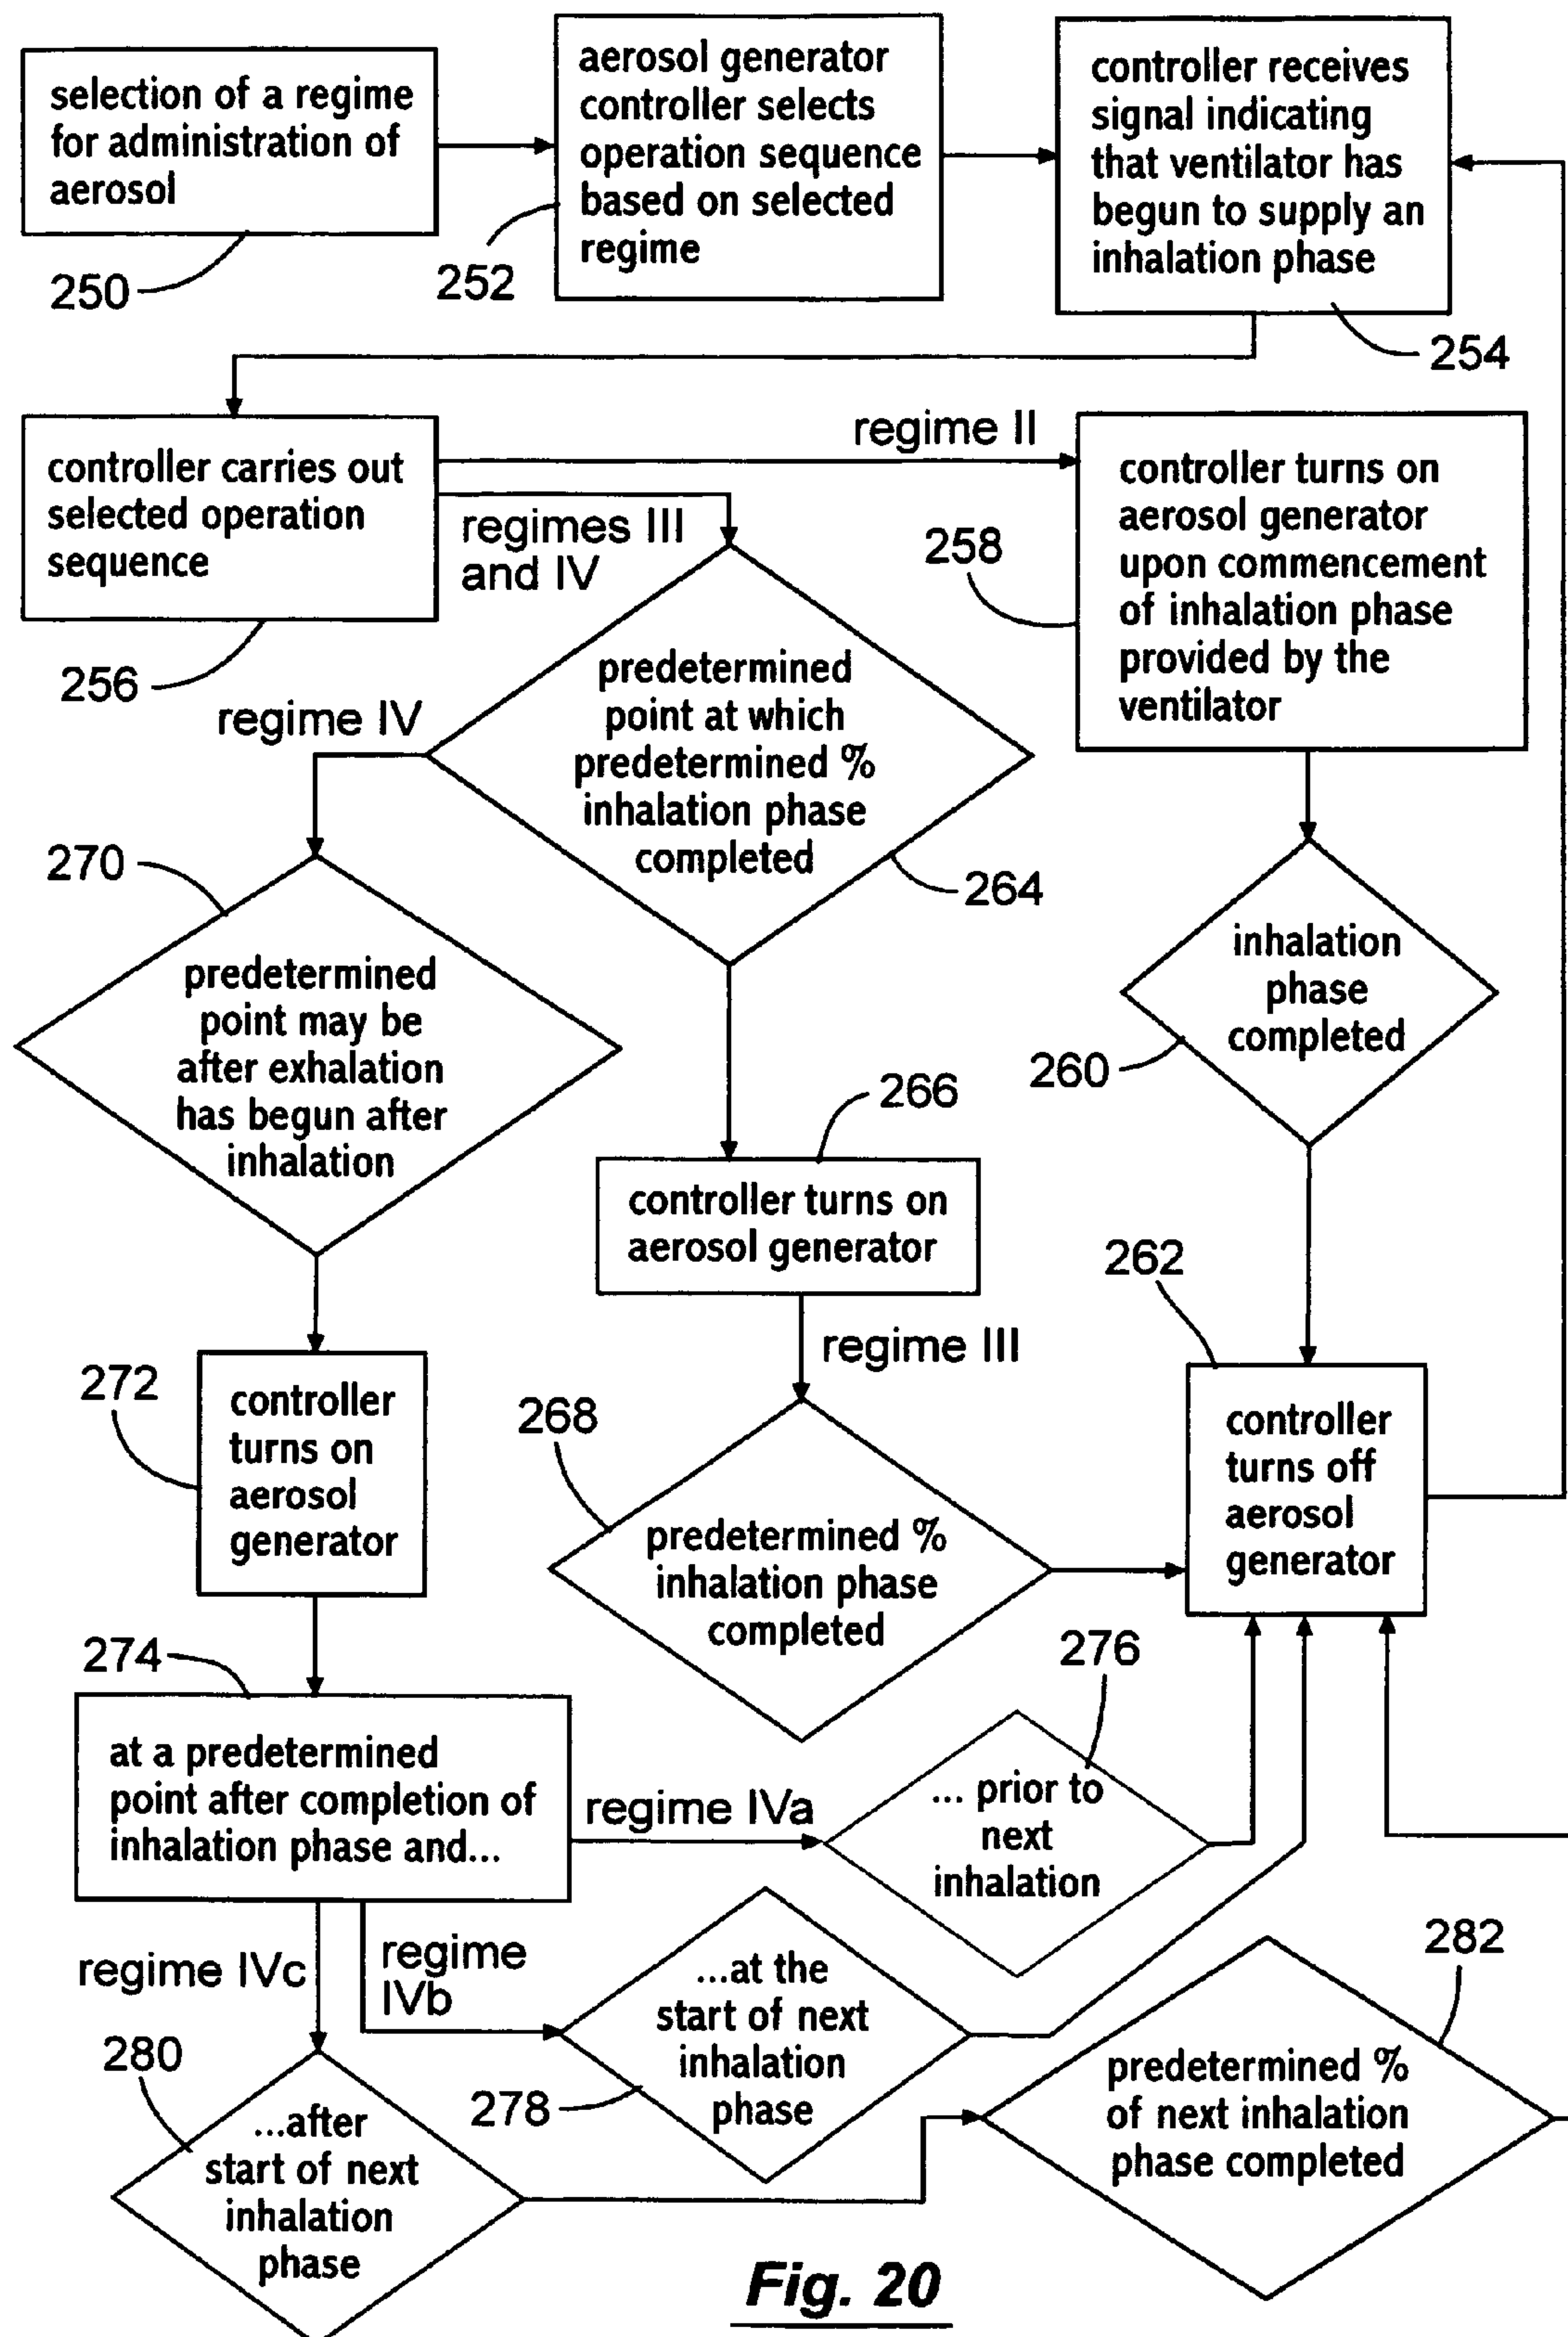 selection of a regime
for administration of
aerosol
250
aerosol generator
controller selects
operation sequence
based on selected
regime
252
controller receives
signal indicating
that ventilator has
begun to supply an
inhalation phase
254
controller carries out
selected operation
sequence
256
regime II
regimes III
and IV
controller turns on
aerosol generator
upon commencement
of inhalation phase
provided by the
ventilator
258
predetermined
point at which
predetermined %
inhalation phase
completed
264
regime IV
270
predetermined
point may be
after exhalation
has begun after
inhalation
inhalation
phase
completed
260
266
controller turns on
aerosol generator
regime III
262
controller
turns off
aerosol
generator
272
controller
turns on
aerosol
generator
268
predetermined %
inhalation phase
completed
274
at a predetermined
point after completion of
inhalation phase and...
regime IVa
276
... prior to
next
inhalation
regime IVc
regime
IVb
...at the
start of next
inhalation
phase
278
280
...after
start of next
inhalation
phase
282
predetermined %
of next inhalation
phase completed
Fig. 20